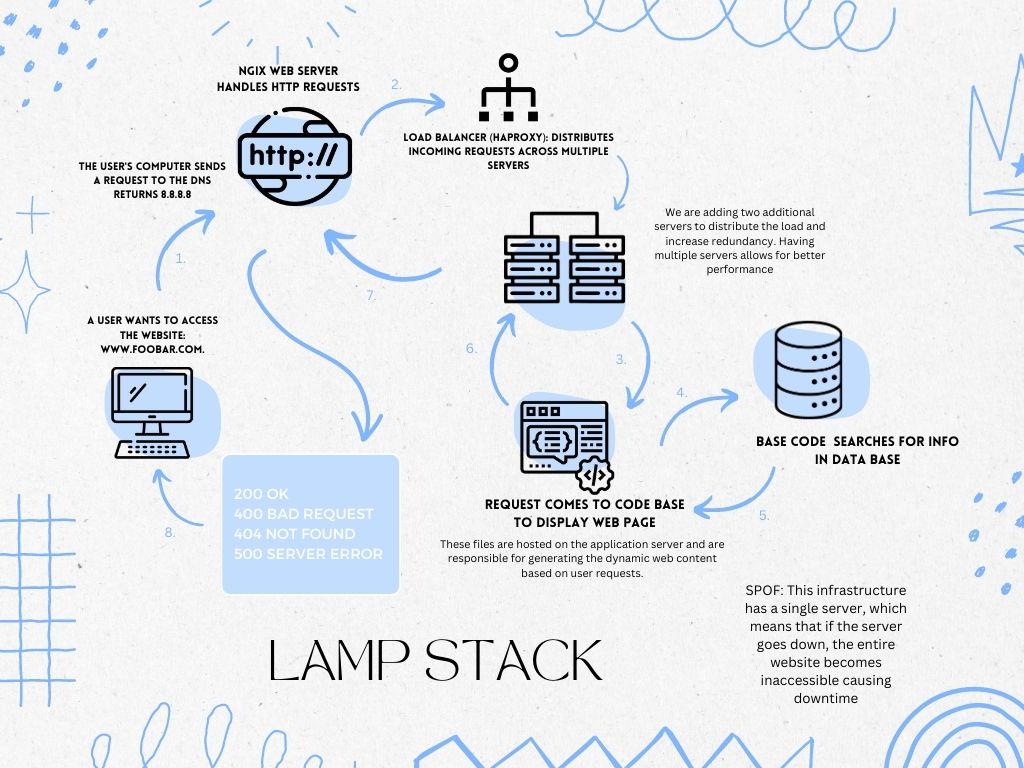 NGIX WEB SERVER
HANDLES HTTP REQUESTS
http://
2.
LOAD BALANCER (HAPROXY): DISTRIBUTES
INCOMING REQUESTS ACROSS MULTIPLE
SERVERS
THE USER'S COMPUTER SENDS
A REQUEST TO THE DNS
RETURNS 8.8.8.8
1.
We are adding two additional
servers to distribute the load and
increase redundancy. Having
multiple servers allows for better
performance
7.
A USER WANTS TO ACCESS
THE WEBSITE:
WWW.FOOBAR.COM.
6.
3.
4.
BASE CODE SEARCHES FOR INFO
IN DATA BASE
5.
{≡}
</>
REQUEST COMES TO CODE BASE
TO DISPLAY WEB PAGE
These files are hosted on the application server and are
responsible for generating the dynamic web content
based on user requests.
200 OK
400 BAD REQUEST
404 NOT FOUND
500 SERVER ERROR
8.
SPOF: This infrastructure
has a single server, which
means that if the server
goes down, the entire
website becomes
inaccessible causing
downtime
LAMP STACK